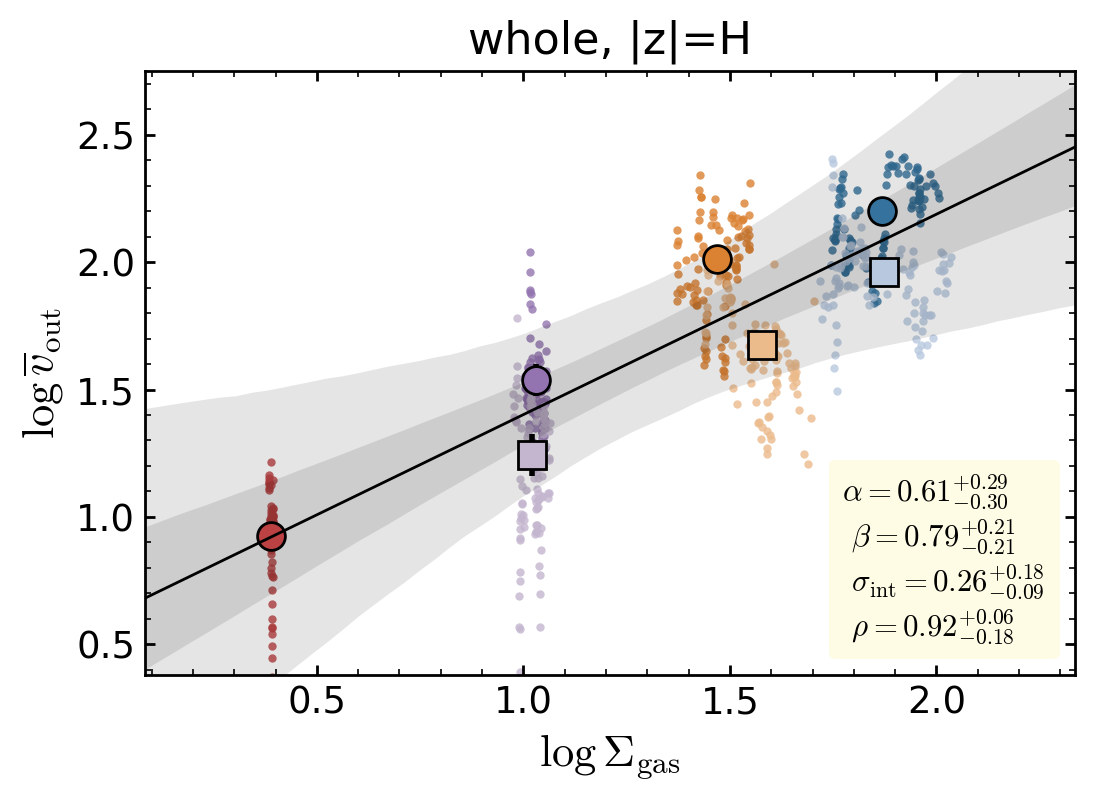 whole, |z|=H
2.5
2.0
1.5
1.0
0.5
log v̅_out
α = 0.61^{+0.29}_{-0.30}
β = 0.79^{+0.21}_{-0.21}
σ_int = 0.26^{+0.18}_{-0.09}
ρ = 0.92^{+0.06}_{-0.18}
0.5 1.0 1.5 2.0
log Σ_gas